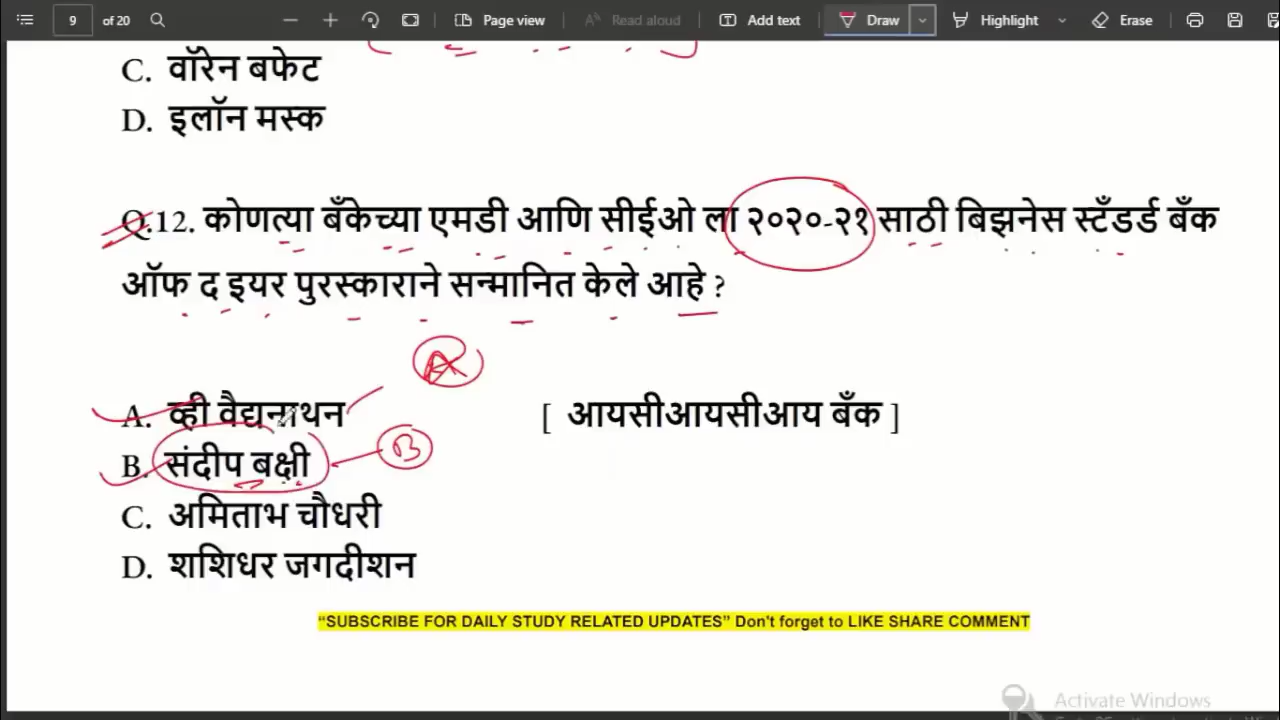 9 of 20 Page view Read aloud Add text Draw Highlight Erase
C. वॉरेन बफेट
D. इलॉन मस्क
Q.12. कोणत्या बँकेच्या एमडी आणि सीईओ ला २०२०-२१ साठी बिझनेस स्टँडर्ड बँक
ऑफ द इयर पुरस्काराने सन्मानित केले आहे ?
A
A. व्ही वैद्यनाथन [ आयसीआयसीआय बँक ]
B. संदीप बक्षी B
C. अमिताभ चौधरी
D. शशिधर जगदीशन
“SUBSCRIBE FOR DAILY STUDY RELATED UPDATES” Don't forget to LIKE SHARE COMMENT
Activate Windows